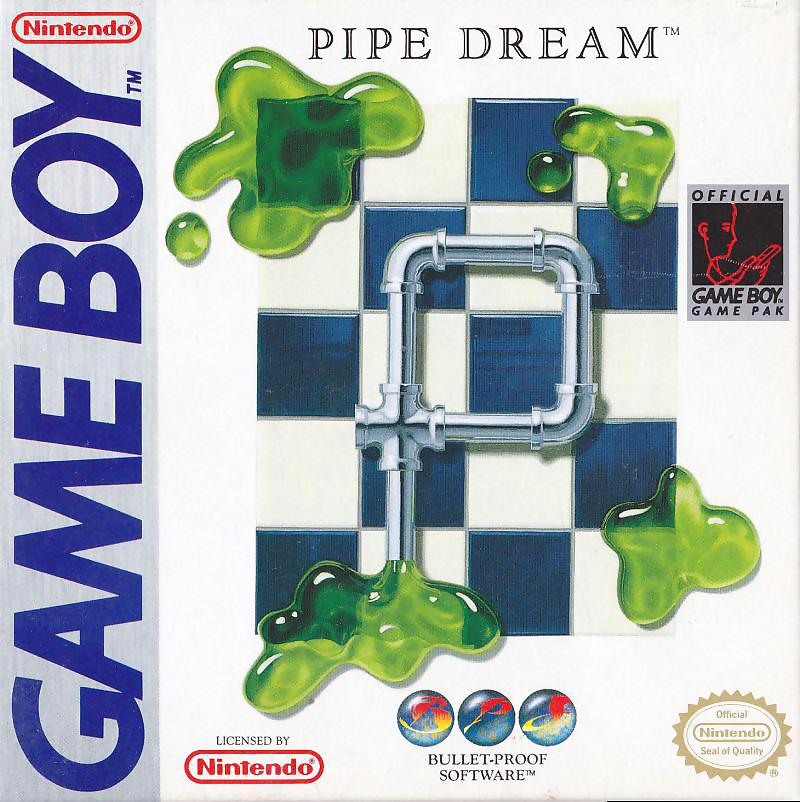 Nintendo®
GAME BOY™
PIPE DREAM™
OFFICIAL
GAME BOY™
GAME PAK
LICENSED BY
Nintendo®
BULLET-PROOF
SOFTWARE™
Official
Nintendo
Seal of Quality
®